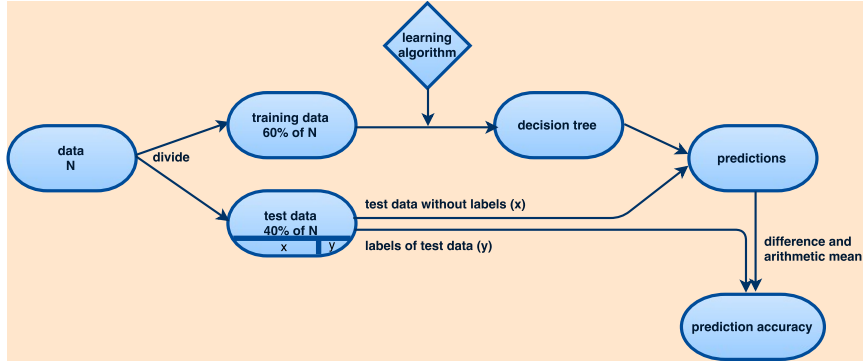 learning
algorithm
training data
60% of N
decision tree
data
N
divide
predictions
test data
40% of N
x
y
test data without labels (x)
labels of test data (y)
difference and
arithmetic mean
prediction accuracy